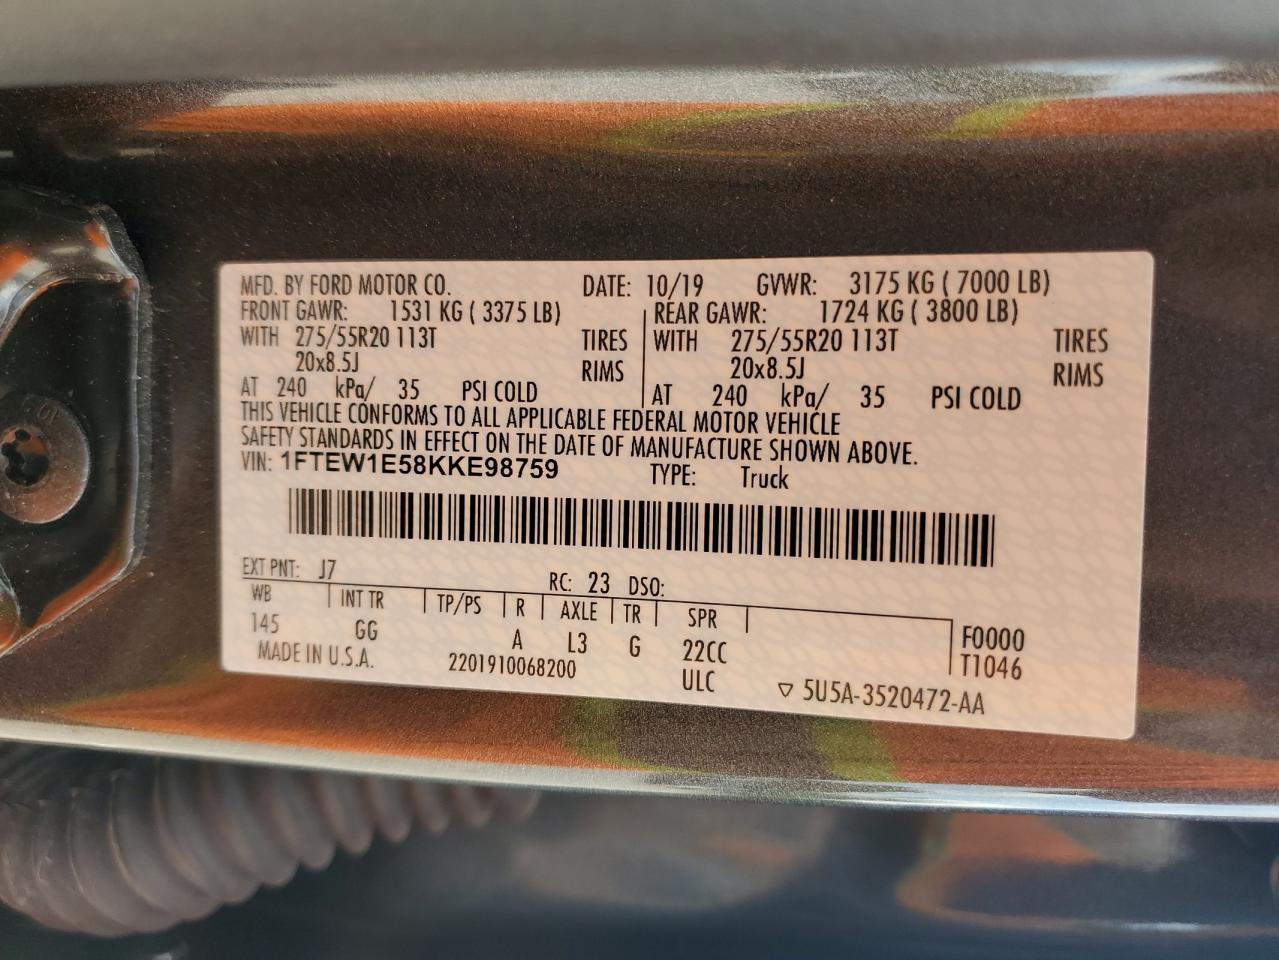 MFD. BY FORD MOTOR CO. DATE: 10/19 GVWR: 3175 KG ( 7000 LB)
FRONT GAWR: 1531 KG ( 3375 LB) REAR GAWR: 1724 KG ( 3800 LB)
WITH 275/55R20 113T TIRES WITH 275/55R20 113T TIRES
20x8.5J RIMS 20x8.5J RIMS
AT 240 kPa/ 35 PSI COLD AT 240 kPa/ 35 PSI COLD
THIS VEHICLE CONFORMS TO ALL APPLICABLE FEDERAL MOTOR VEHICLE
SAFETY STANDARDS IN EFFECT ON THE DATE OF MANUFACTURE SHOWN ABOVE.
VIN: 1FTEW1E58KKE98759 TYPE: Truck
EXT PNT: J7 RC: 23 DSO:
WB INT TR TP/PS R AXLE TR SPR
145 GG A L3 G 22CC F0000
MADE IN U.S.A. 2201910068200 ULC T1046
▽ 5U5A-3520472-AA